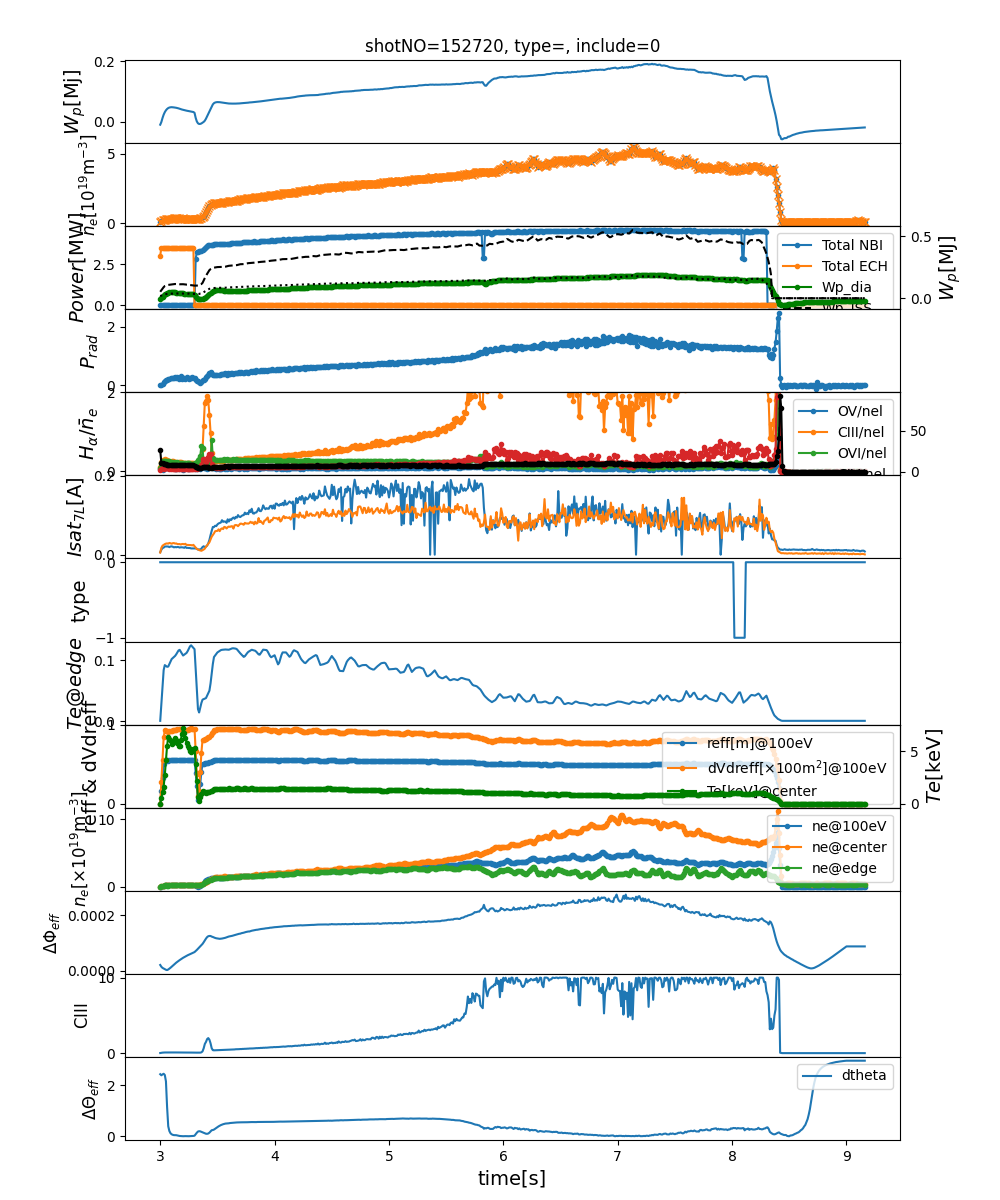 shotNO=152720, type=, include=0
W_p[MJ]
0.2
0.0
n_e[10^19 m^-3]
5
0
Power[MW]
2.5
0.0
0.5
0.0
W_p[MJ]
Total NBI
Total ECH
Wp_dia
P_rad
2
0
H_α/n̄_e
2
0
50
0
OV/nel
CIII/nel
OVI/nel
Isat_7L[A]
0.2
0.0
type
0
−1
Te@edge
0.1
0.0
reff & dVdreff
1
0
5
0
Te[keV]
reff[m]@100eV
dVdreff[×100m^2]@100eV
Te[keV]@center
n_e[×10^19 m^-3]
10
0
ne@100eV
ne@center
ne@edge
ΔΦ_eff
0.0002
0.0000
CIII
10
0
ΔΘ_eff
2
0
dtheta
3 4 5 6 7 8 9
time[s]